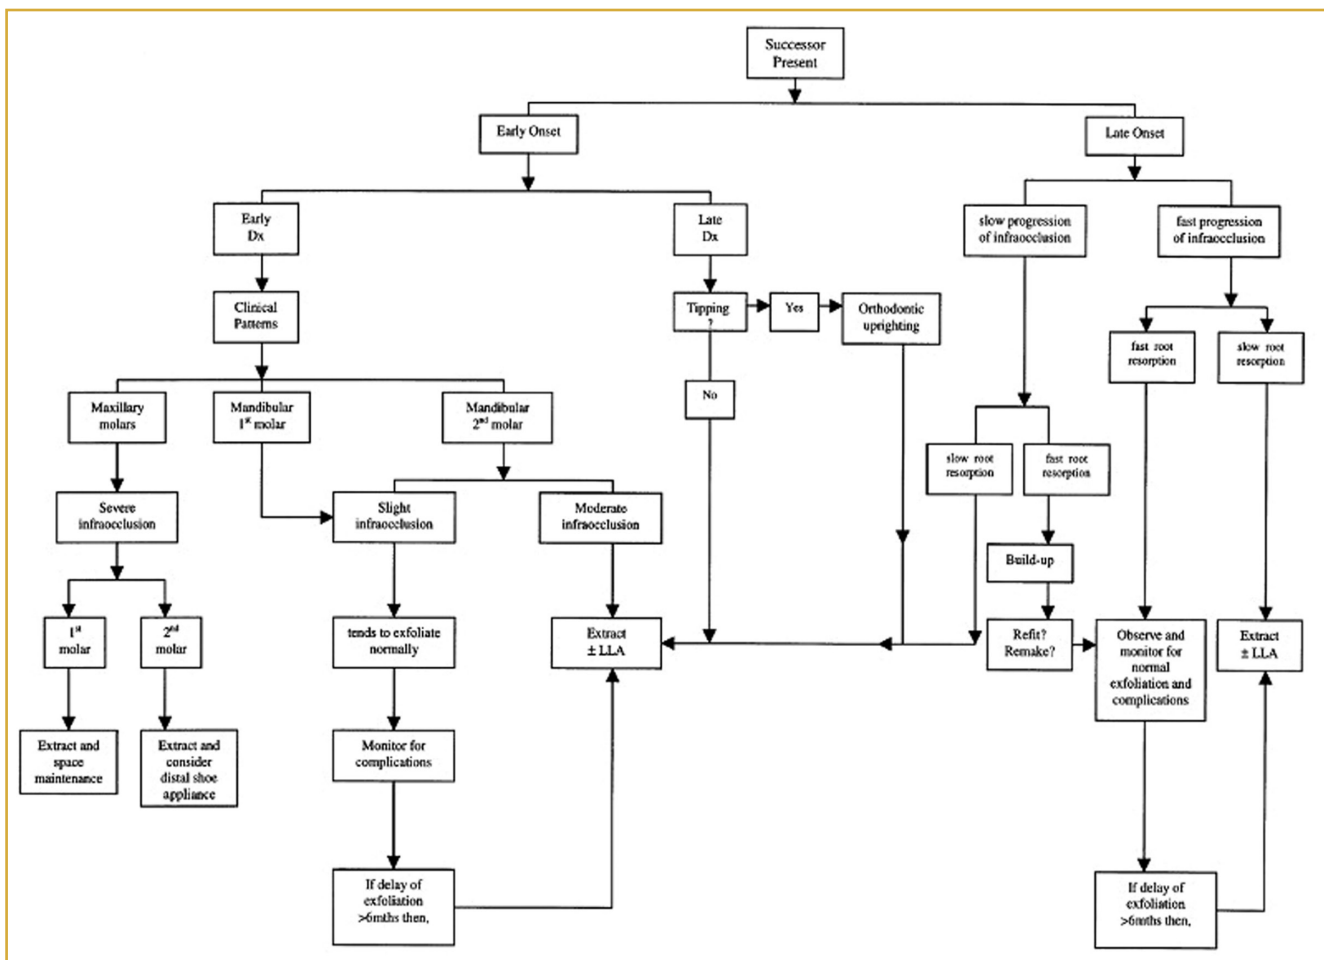 Successor
Present
Early Onset
Late Onset
Early
Dx
Late
Dx
slow progression
of infraocclusion
fast progression
of infraocclusion
Clinical
Patterns
Tipping
?
Yes
Orthodontic
uprighting
fast root
resorption
slow root
resorption
No
Maxillary
molars
Mandibular
1st molar
Mandibular
2nd molar
slow root
resorption
fast root
resorption
Severe
infraocclusion
Slight
infraocclusion
Moderate
infraocclusion
Build-up
1st
molar
2nd
molar
tends to exfoliate
normally
Extract
± LLA
Refit?
Remake?
Observe and
monitor for
normal
exfoliation and
complications
Extract
± LLA
Extract and
space
maintenance
Extract and
consider
distal shoe
appliance
Monitor for
complications
If delay of
exfoliation
>6mths then,
If delay of
exfoliation
>6mths then,